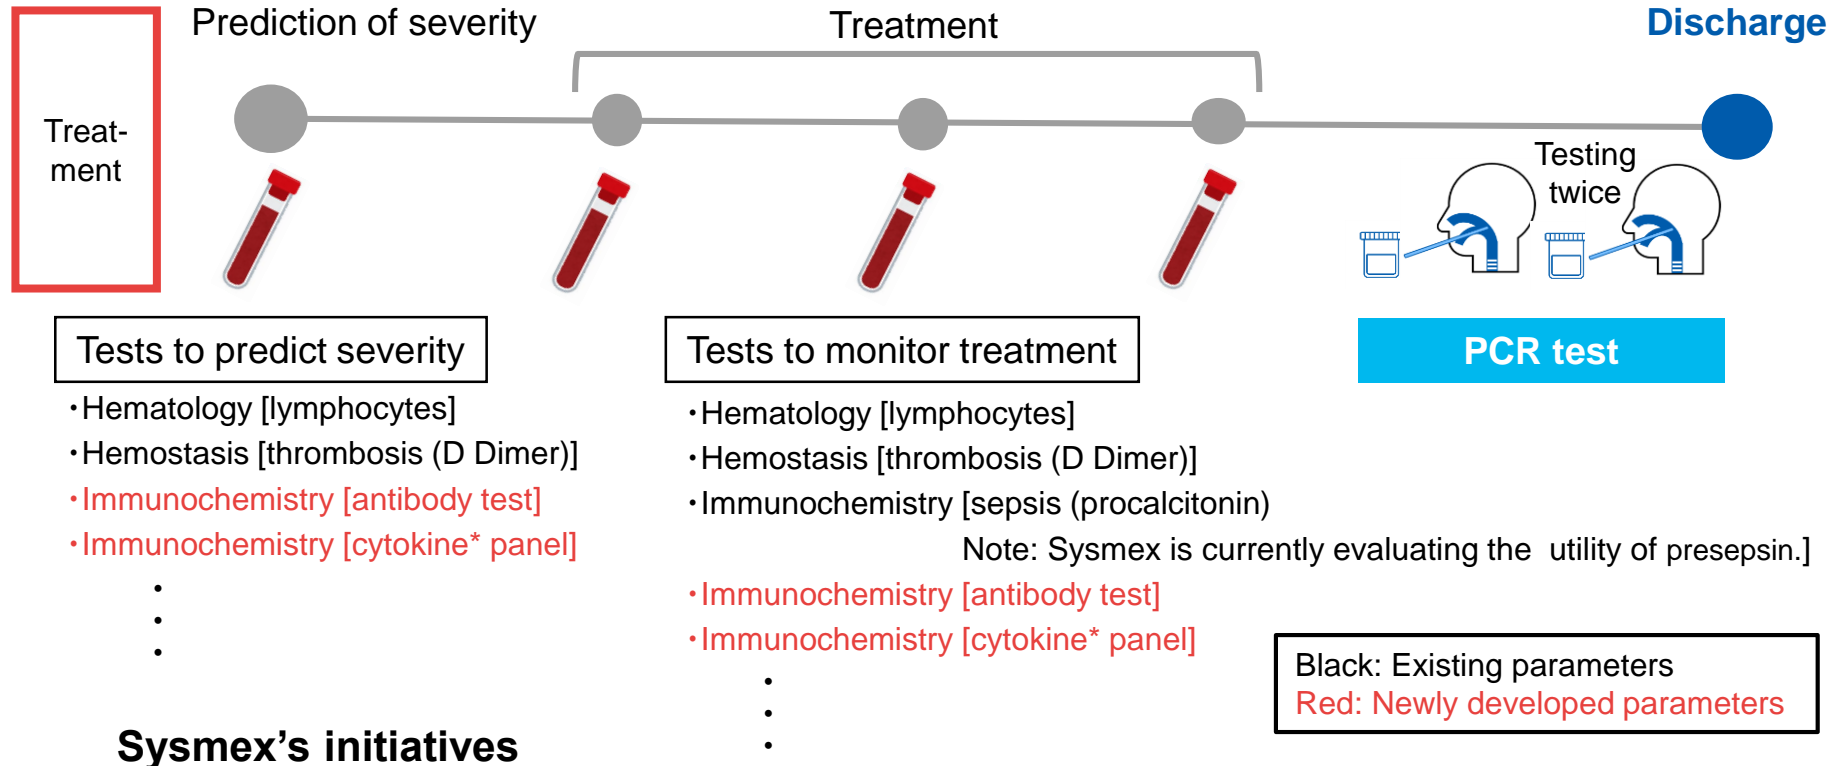 Prediction of severity
Treatment
Discharge
Treat-
ment
Testing
twice
Tests to predict severity
・Hematology [lymphocytes]
・Hemostasis [thrombosis (D Dimer)]
・Immunochemistry [antibody test]
・Immunochemistry [cytokine* panel]
・
・
・
Tests to monitor treatment
・Hematology [lymphocytes]
・Hemostasis [thrombosis (D Dimer)]
・Immunochemistry [sepsis (procalcitonin)
Note: Sysmex is currently evaluating the utility of presepsin.]
・Immunochemistry [antibody test]
・Immunochemistry [cytokine* panel]
・
・
・
PCR test
Black: Existing parameters
Red: Newly developed parameters
Sysmex’s initiatives